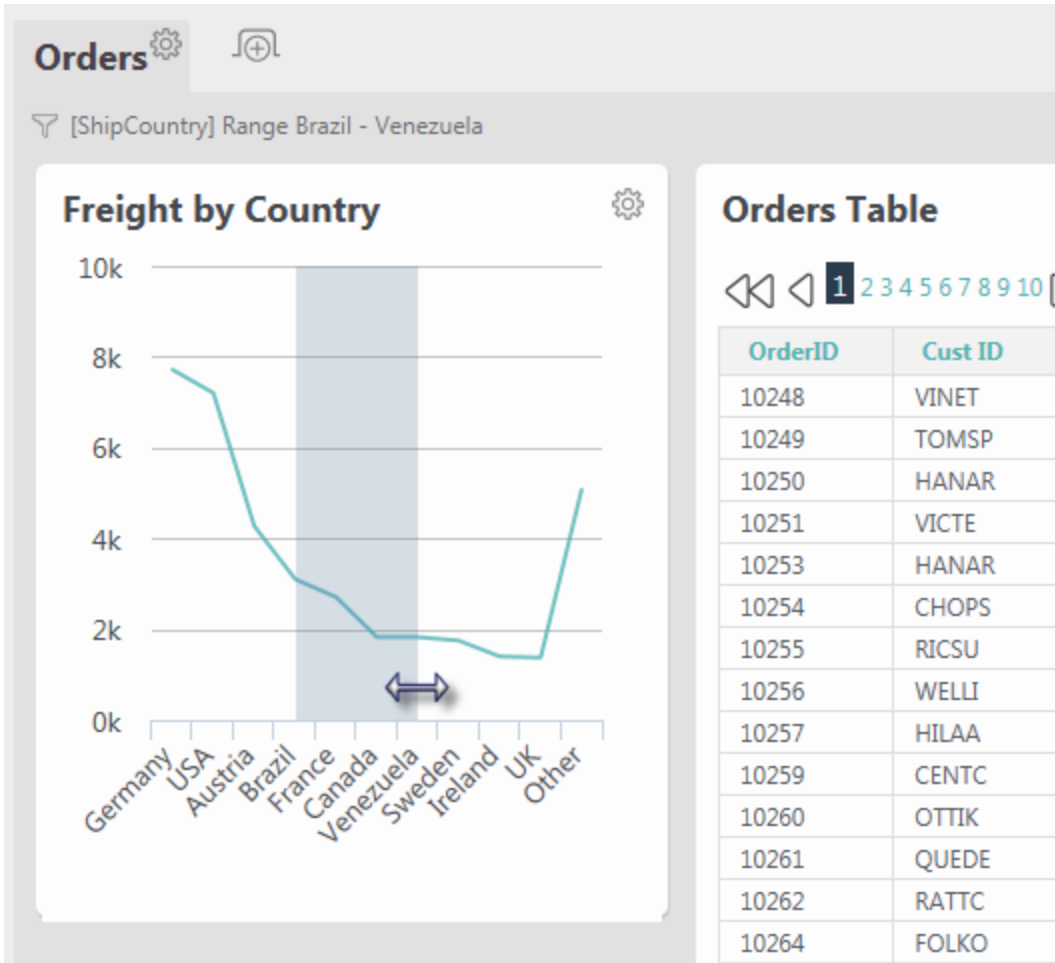 Orders
[ShipCountry] Range Brazil - Venezuela
Freight by Country
10k
8k
6k
4k
2k
0k
Germany
USA
Austria
Brazil
France
Canada
Venezuela
Sweden
Ireland
UK
Other
Orders Table
1 2 3 4 5 6 7 8 9 10
OrderID Cust ID
10248 VINET
10249 TOMSP
10250 HANAR
10251 VICTE
10253 HANAR
10254 CHOPS
10255 RICSU
10256 WELLI
10257 HILAA
10259 CENTC
10260 OTTIK
10261 QUEDE
10262 RATTC
10264 FOLKO